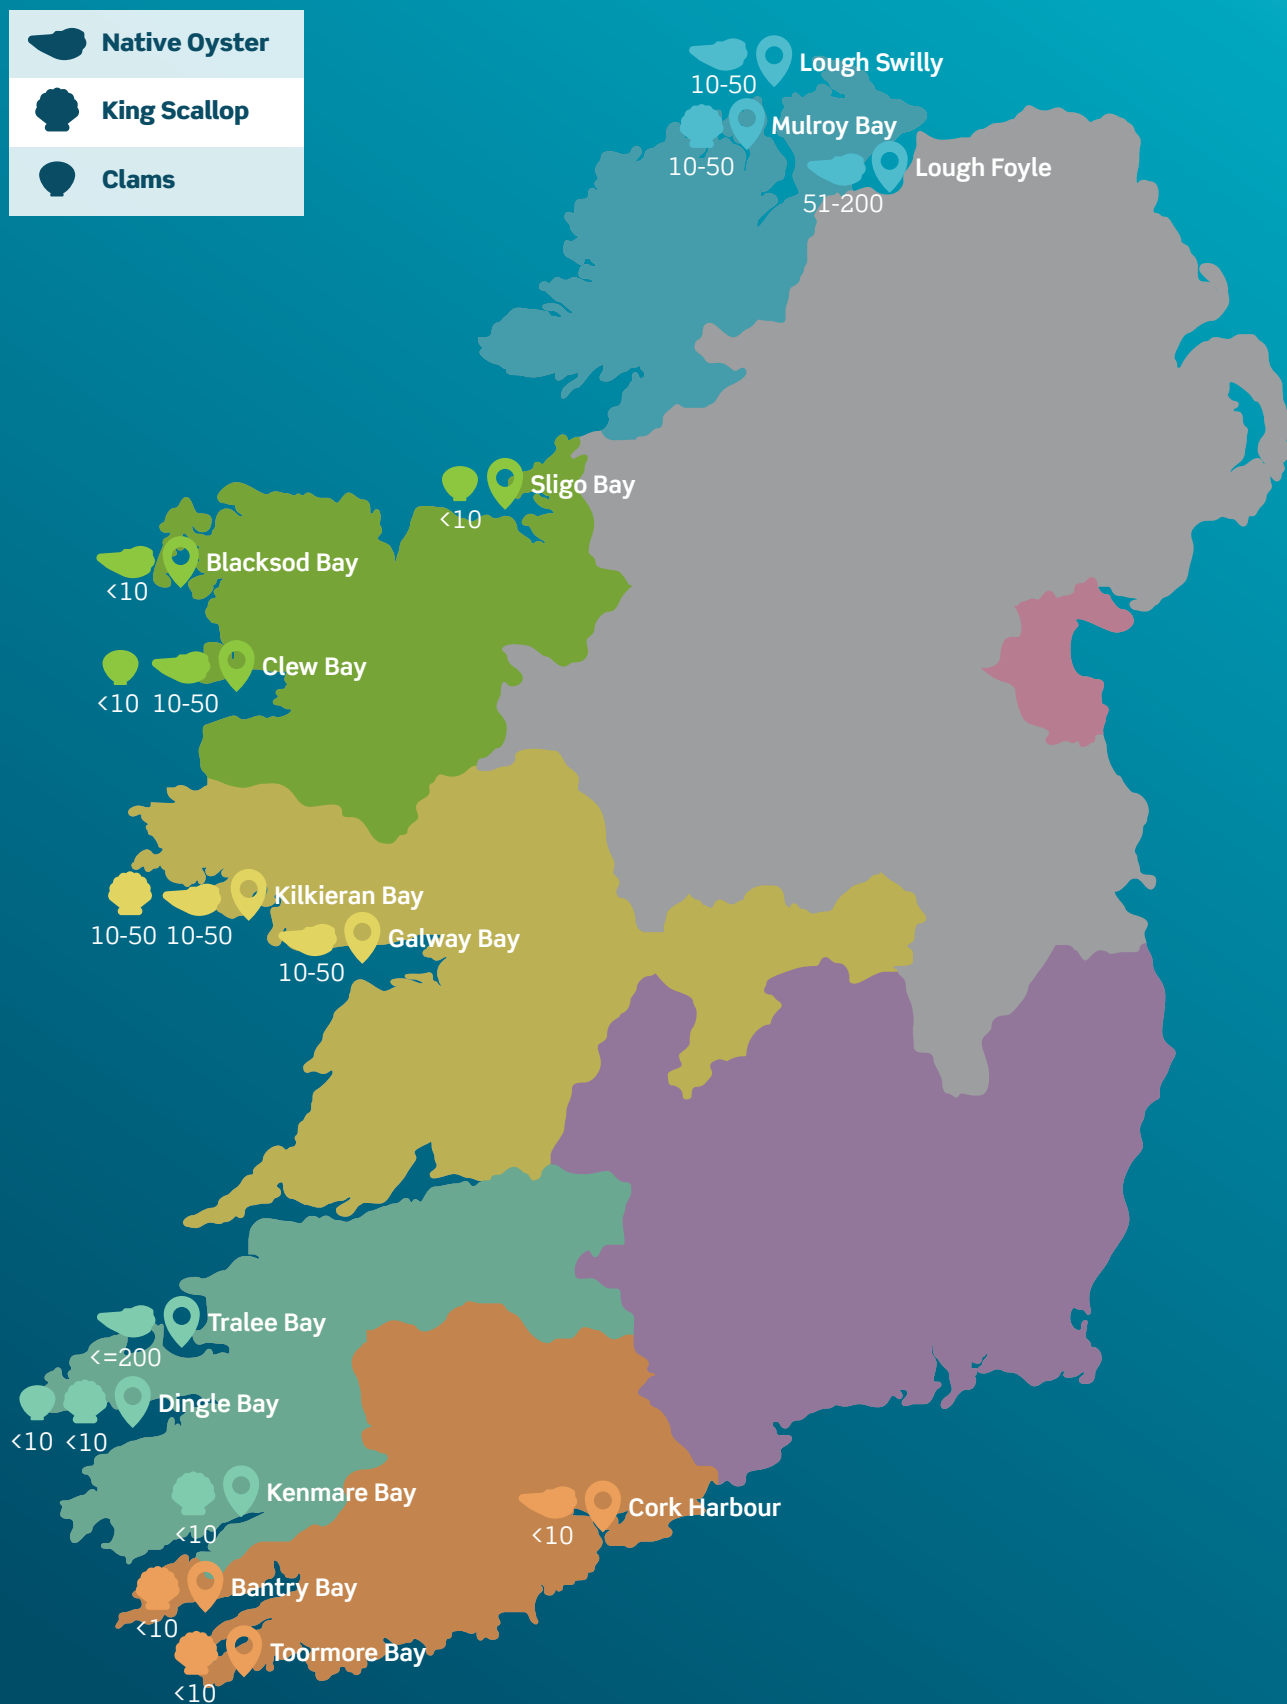 Native Oyster
King Scallop
Clams
Lough Swilly
10-50
Mulroy Bay
10-50
Lough Foyle
51-200
Sligo Bay
<10
Blacksod Bay
<10
Clew Bay
<10 10-50
Kilkieran Bay
10-50 10-50
Galway Bay
10-50
Tralee Bay
<=200
Dingle Bay
<10 <10
Kenmare Bay
<10
Cork Harbour
<10
Bantry Bay
<10
Toormore Bay
<10